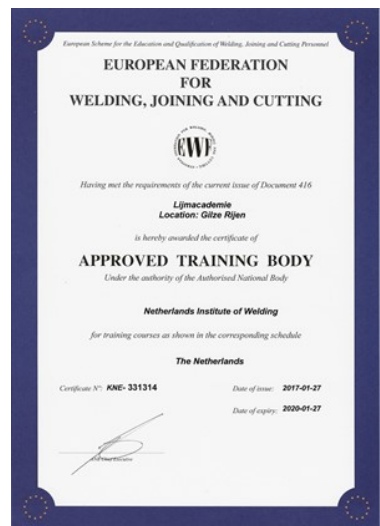 European Scheme for the Education and Qualification of Welding, Joining and Cutting Personnel
EUROPEAN FEDERATION
FOR
WELDING, JOINING AND CUTTING
EWF
Having met the requirements of the current issue of Document 416
Lijmacademie
Location: Gilze Rijen
is hereby awarded the certificate of
APPROVED TRAINING BODY
Under the authority of the Authorised National Body
Netherlands Institute of Welding
for training courses as shown in the corresponding schedule
The Netherlands
Certificate Nº: KNE- 331314
Date of issue: 2017-01-27
Date of expiry: 2020-01-27